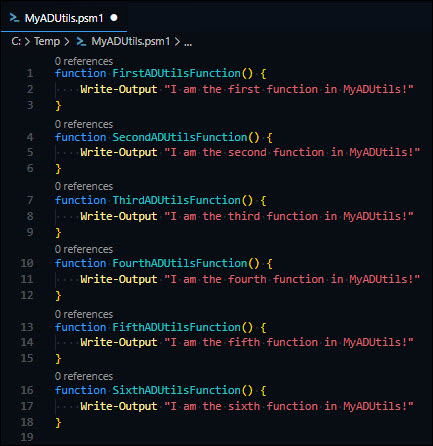 MyADUtils.psm1
C: > Temp > MyADUtils.psm1 > ...
0 references
1 function FirstADUtilsFunction() {
2 Write-Output "I am the first function in MyADUtils!"
3 }
0 references
4 function SecondADUtilsFunction() {
5 Write-Output "I am the second function in MyADUtils!"
6 }
0 references
7 function ThirdADUtilsFunction() {
8 Write-Output "I am the third function in MyADUtils!"
9 }
0 references
10 function FourthADUtilsFunction() {
11 Write-Output "I am the fourth function in MyADUtils!"
12 }
0 references
13 function FifthADUtilsFunction() {
14 Write-Output "I am the fifth function in MyADUtils!"
15 }
0 references
16 function SixthADUtilsFunction() {
17 Write-Output "I am the sixth function in MyADUtils!"
18 }
19